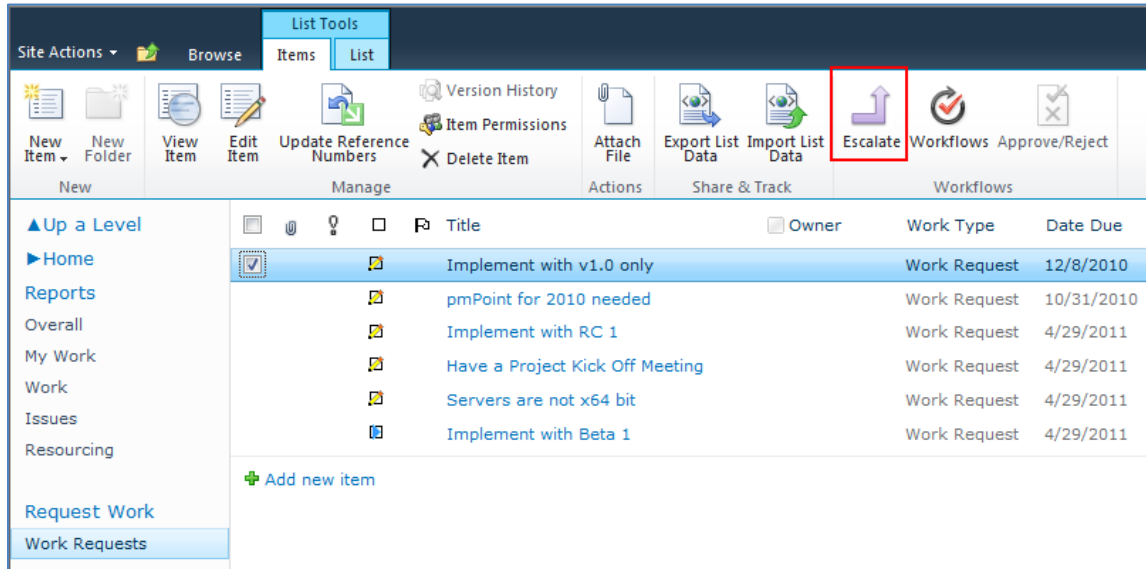 List Tools
Site Actions Browse Items List
New Item
New Folder
View Item
Edit Item
Update Reference Numbers
Version History
Item Permissions
Delete Item
Attach File
Export List Data
Import List Data
Escalate
Workflows
Approve/Reject
New Manage Actions Share & Track Workflows
Up a Level
Home
Reports
Overall
My Work
Work
Issues
Resourcing
Request Work
Work Requests
Title Owner Work Type Date Due
Implement with v1.0 only Work Request 12/8/2010
pmPoint for 2010 needed Work Request 10/31/2010
Implement with RC 1 Work Request 4/29/2011
Have a Project Kick Off Meeting Work Request 4/29/2011
Servers are not x64 bit Work Request 4/29/2011
Implement with Beta 1 Work Request 4/29/2011
Add new item